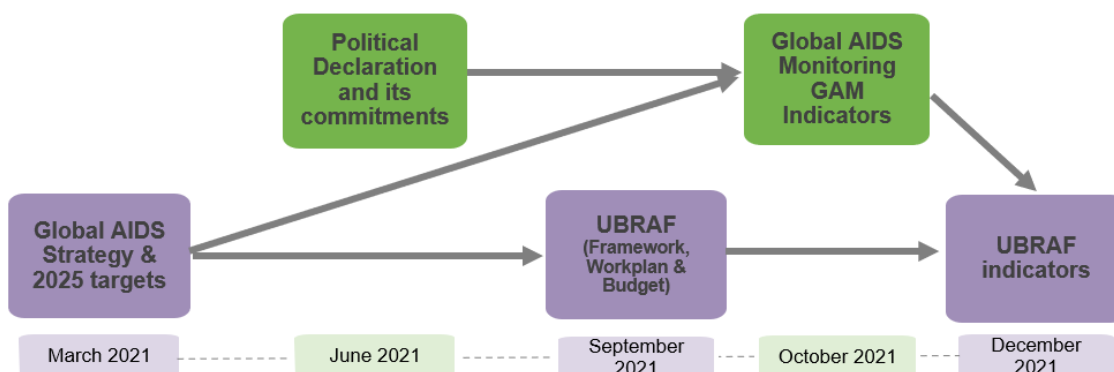 Political
Declaration
and its
commitments
Global AIDS
Monitoring
GAM
Indicators
Global AIDS
Strategy &
2025 targets
UBRAF
(Framework,
Workplan &
Budget)
UBRAF
indicators
March 2021
June 2021
September
2021
October 2021
December
2021